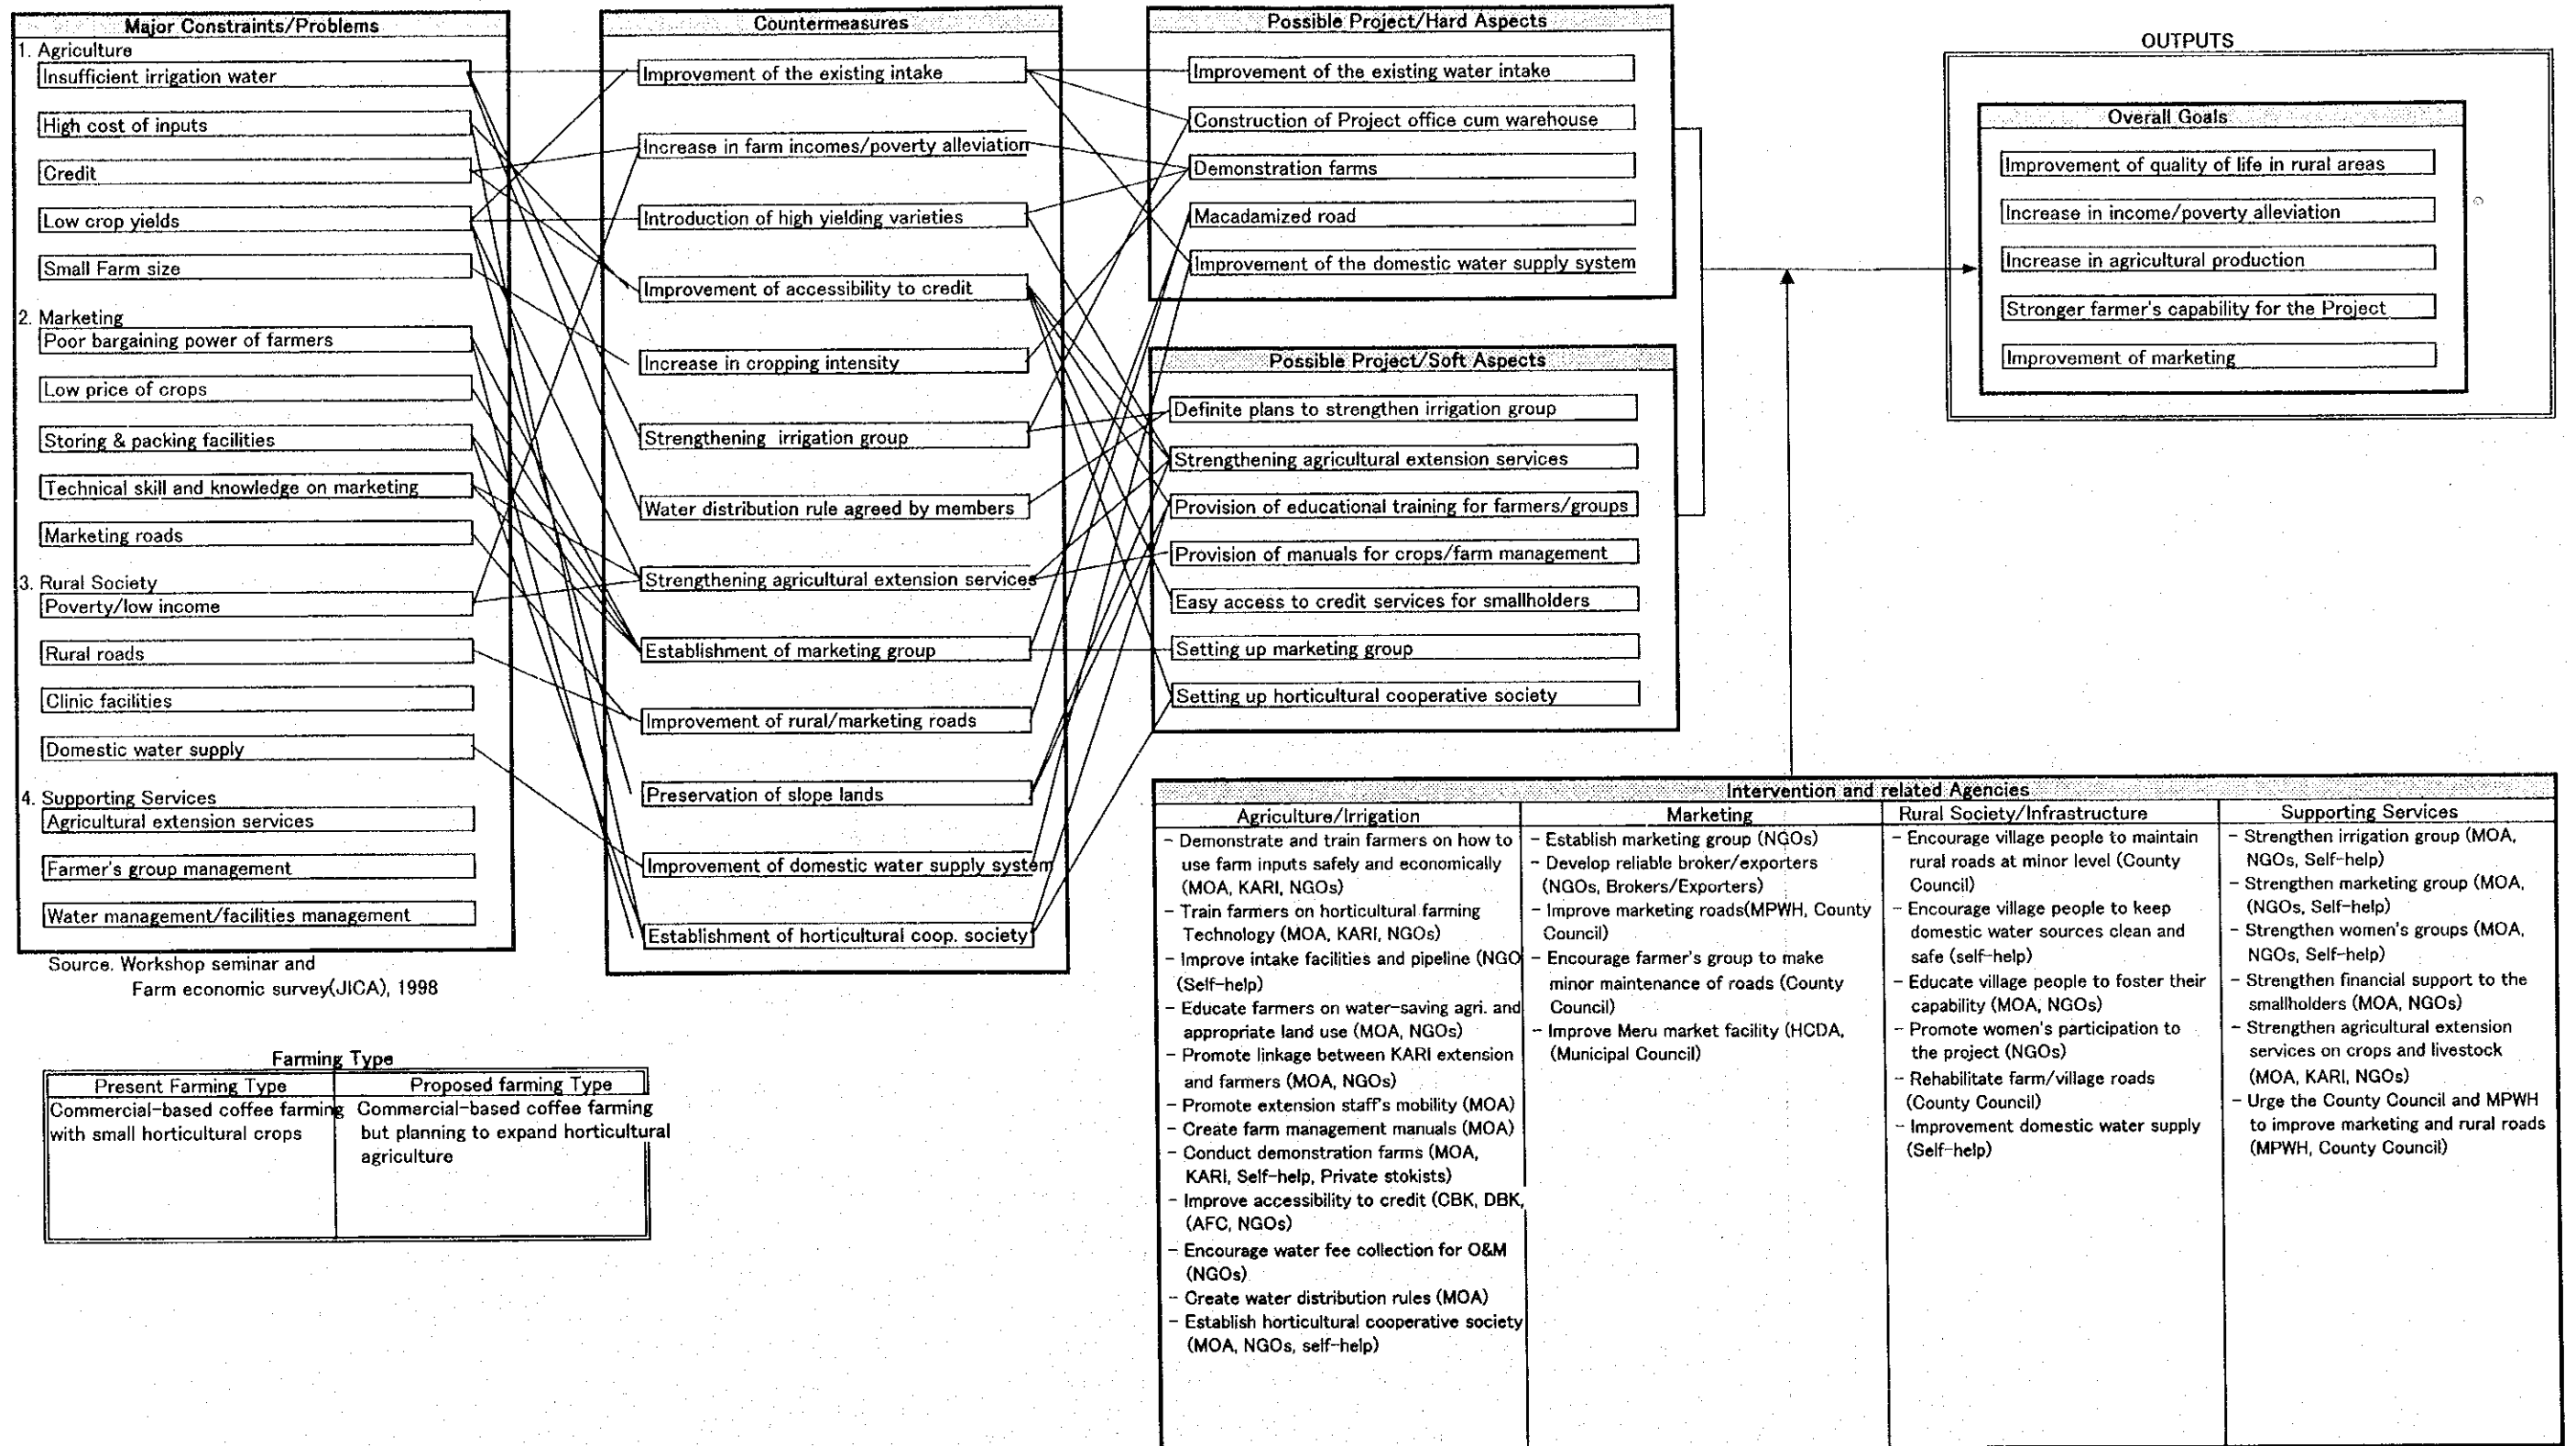 Major Constraints/Problems
1. Agriculture
Insufficient irrigation water
High cost of inputs
Credit
Low crop yields
Small Farm size
2. Marketing
Poor bargaining power of farmers
Low price of crops
Storing & packing facilities
Technical skill and knowledge on marketing
Marketing roads
3. Rural Society
Poverty/low income
Rural roads
Clinic facilities
Domestic water supply
4. Supporting Services
Agricultural extension services
Farmer's group management
Water management/facilities management
Source. Workshop seminar and
Farm economic survey(JICA), 1998
Countermeasures
Improvement of the existing intake
Increase in farm incomes/poverty alleviation
Introduction of high yielding varieties
Improvement of accessibility to credit
Increase in cropping intensity
Strengthening irrigation group
Water distribution rule agreed by members
Strengthening agricultural extension services
Establishment of marketing group
Improvement of rural/marketing roads
Preservation of slope lands
Improvement of domestic water supply system
Establishment of horticultural coop. society
Possible Project/Hard Aspects
Improvement of the existing water intake
Construction of Project office cum warehouse
Demonstration farms
Macadamized road
Improvement of the domestic water supply system
Possible Project/Soft Aspects
Definite plans to strengthen irrigation group
Strengthening agricultural extension services
Provision of educational training for farmers/groups
Provision of manuals for crops/farm management
Easy access to credit services for smallholders
Setting up marketing group
Setting up horticultural cooperative society
OUTPUTS
Overall Goals
Improvement of quality of life in rural areas
Increase in income/poverty alleviation
Increase in agricultural production
Stronger farmer's capability for the Project
Improvement of marketing
Intervention and related Agencies
Agriculture/Irrigation
- Demonstrate and train farmers on how to
use farm inputs safely and economically
(MOA, KARI, NGOs)
- Train farmers on horticultural farming
Technology (MOA, KARI, NGOs)
- Improve intake facilities and pipeline (NGO
(Self-help)
- Educate farmers on water-saving agri. and
appropriate land use (MOA, NGOs)
- Promote linkage between KARI extension
and farmers (MOA, NGOs)
- Promote extension staff's mobility (MOA)
- Create farm management manuals (MOA)
- Conduct demonstration farms (MOA,
KARI, Self-help, Private stokists)
- Improve accessibility to credit (CBK, DBK,
(AFC, NGOs)
- Encourage water fee collection for O&M
(NGOs)
- Create water distribution rules (MOA)
- Establish horticultural cooperative society
(MOA, NGOs, self-help)
Marketing
- Establish marketing group (NGOs)
- Develop reliable broker/exporters
(NGOs, Brokers/Exporters)
- Improve marketing roads(MPWH, County
Council)
- Encourage farmer's group to make
minor maintenance of roads (County
Council)
- Improve Meru market facility (HCDA,
(Municipal Council)
Rural Society/Infrastructure
- Encourage village people to maintain
rural roads at minor level (County
Council)
- Encourage village people to keep
domestic water sources clean and
safe (self-help)
- Educate village people to foster their
capability (MOA, NGOs)
- Promote women's participation to
the project (NGOs)
- Rehabilitate farm/village roads
(County Council)
- Improvement domestic water supply
(Self-help)
Supporting Services
- Strengthen irrigation group (MOA,
NGOs, Self-help)
- Strengthen marketing group (MOA,
(NGOs, Self-help)
- Strengthen women's groups (MOA,
NGOs, Self-help)
- Strengthen financial support to the
smallholders (MOA, NGOs)
- Strengthen agricultural extension
services on crops and livestock
(MOA, KARI, NGOs)
- Urge the County Council and MPWH
to improve marketing and rural roads
(MPWH, County Council)
Farming Type
Present Farming Type
Commercial-based coffee farming
with small horticultural crops
Proposed farming Type
Commercial-based coffee farming
but planning to expand horticultural
agriculture